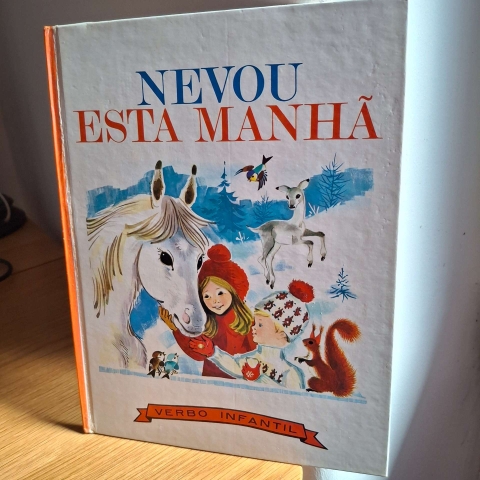 NEVOU
ESTA MANHÃ
VERBO INFANTIL